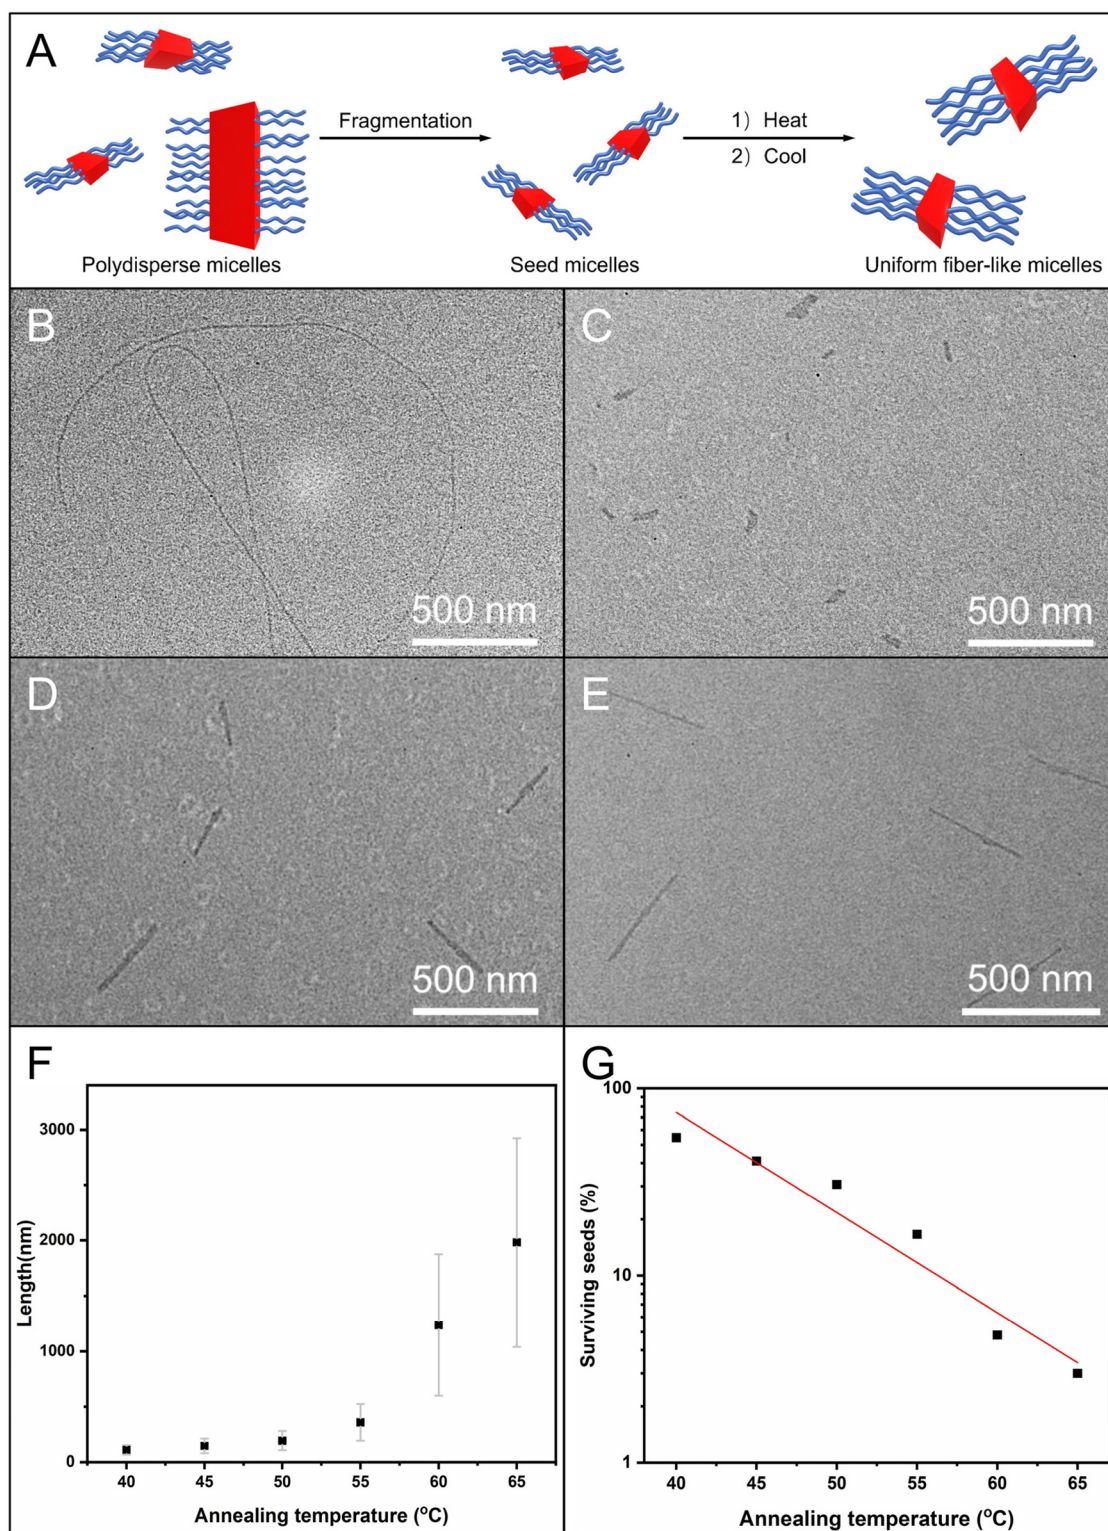 A
Fragmentation
1) Heat
2) Cool
Polydisperse micelles
Seed micelles
Uniform fiber-like micelles
B
500 nm
C
500 nm
D
500 nm
E
500 nm
F
3000
2000
1000
0
Length(nm)
40 45 50 55 60 65
Annealing temperature (°C)
G
100
10
1
Surviving seeds (%)
40 45 50 55 60 65
Annealing temperature (°C)